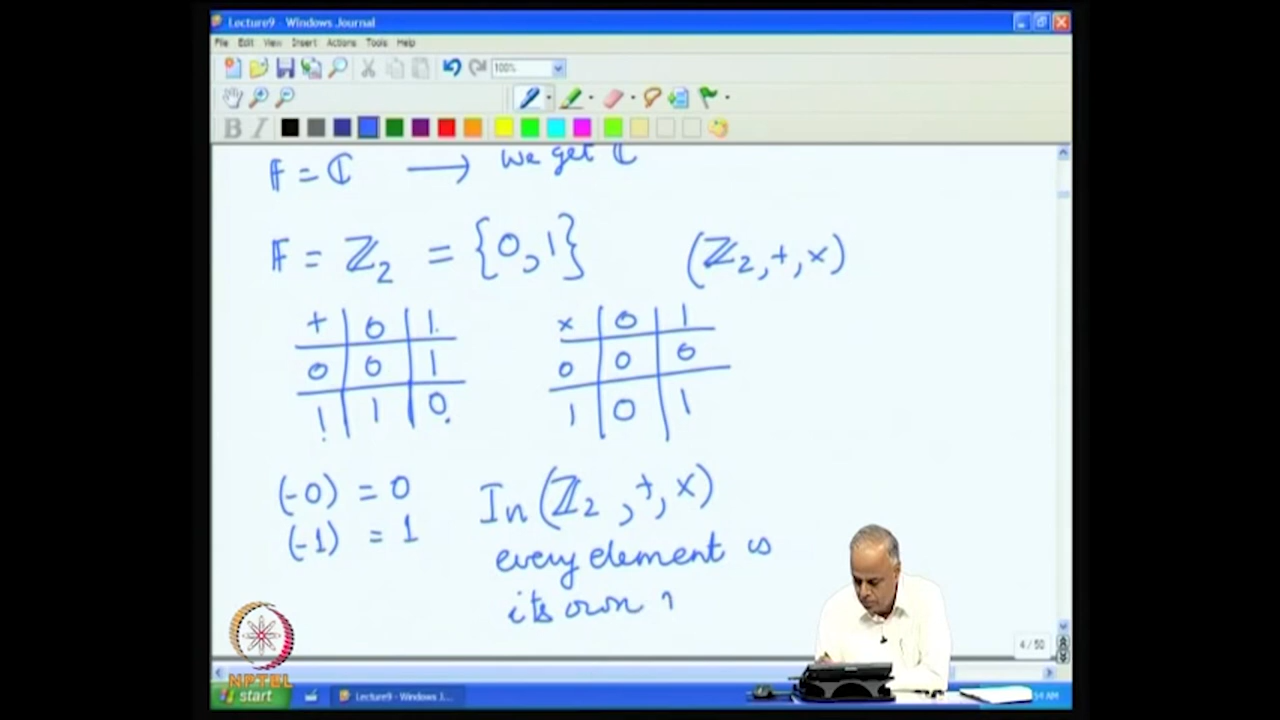 Lecture9 - Windows Journal
File Edit View Insert Actions Tools Help
100%
B I
𝔽 = ℂ ⟶ we get ℂ
𝔽 = ℤ₂ = {0,1} (ℤ₂,+,×)
+ 0 1 × 0 1
0 0 1 0 0 0
1 1 0 1 0 1
(-0) = 0 In (ℤ₂,+,×)
(-1) = 1 every element is
its own
4 / 50
NPTEL
start Lecture9 - Windows J...